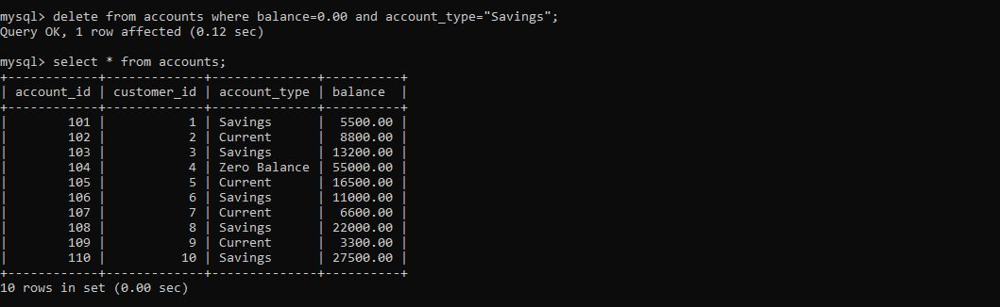 mysql> delete from accounts where balance=0.00 and account_type="Savings";
Query OK, 1 row affected (0.12 sec)

mysql> select * from accounts;
+------------+-------------+--------------+----------+
| account_id | customer_id | account_type | balance  |
+------------+-------------+--------------+----------+
|        101 |           1 | Savings      |  5500.00 |
|        102 |           2 | Current      |  8800.00 |
|        103 |           3 | Savings      | 13200.00 |
|        104 |           4 | Zero Balance | 55000.00 |
|        105 |           5 | Current      | 16500.00 |
|        106 |           6 | Savings      | 11000.00 |
|        107 |           7 | Current      |  6600.00 |
|        108 |           8 | Savings      | 22000.00 |
|        109 |           9 | Current      |  3300.00 |
|        110 |          10 | Savings      | 27500.00 |
+------------+-------------+--------------+----------+
10 rows in set (0.00 sec)